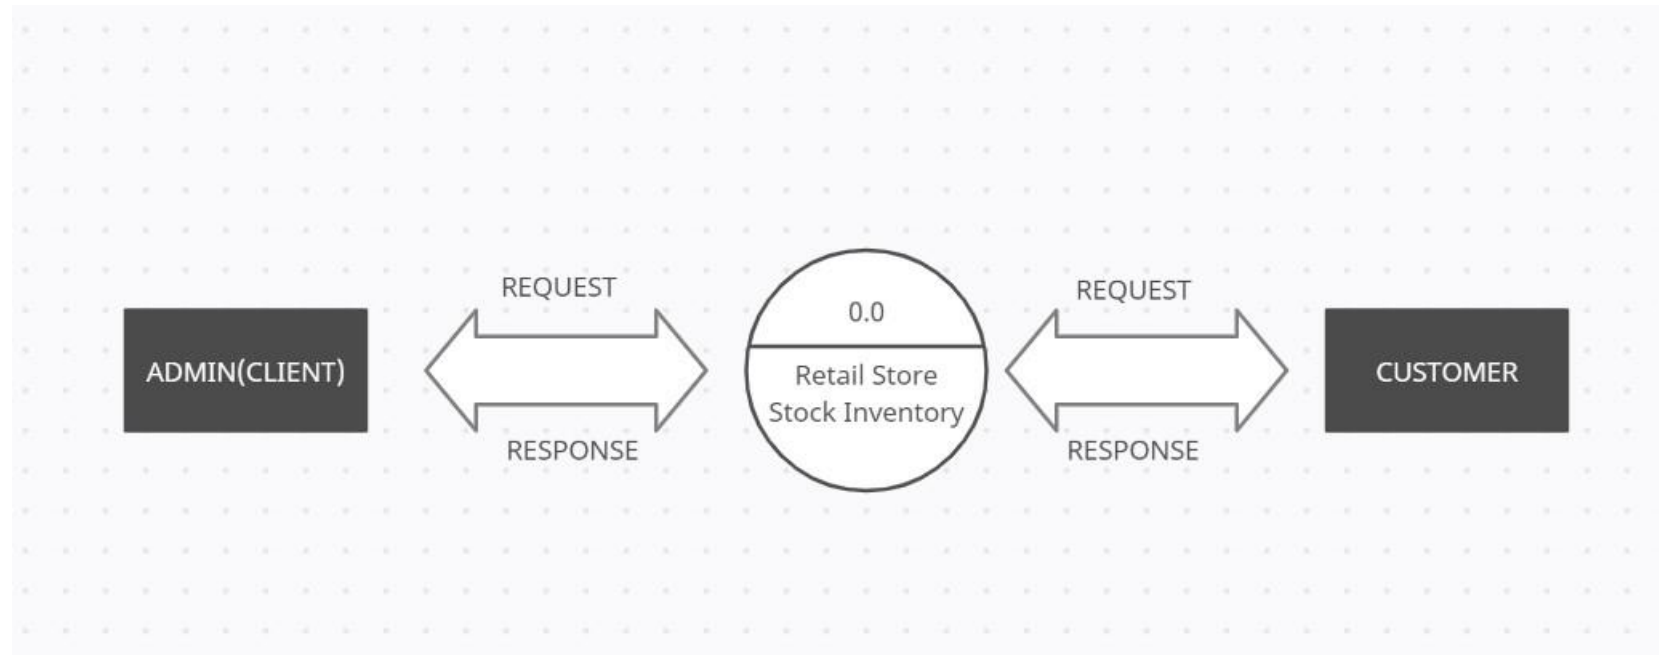 REQUEST
REQUEST
0.0
ADMIN(CLIENT)
Retail Store
Stock Inventory
CUSTOMER
RESPONSE
RESPONSE